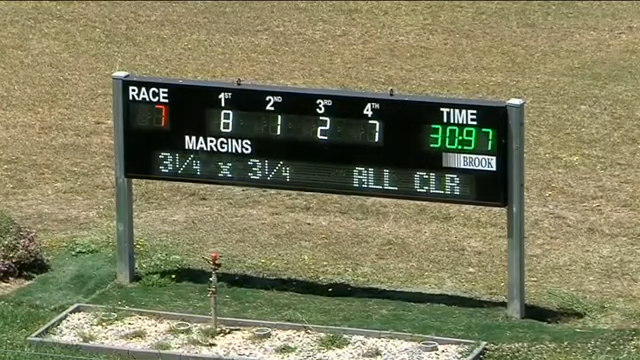 RACE 1ST 2ND 3RD 4TH TIME
7 8 1 2 7 30:97
MARGINS BROOK
3 1/4 x 3 1/4 ALL CLR